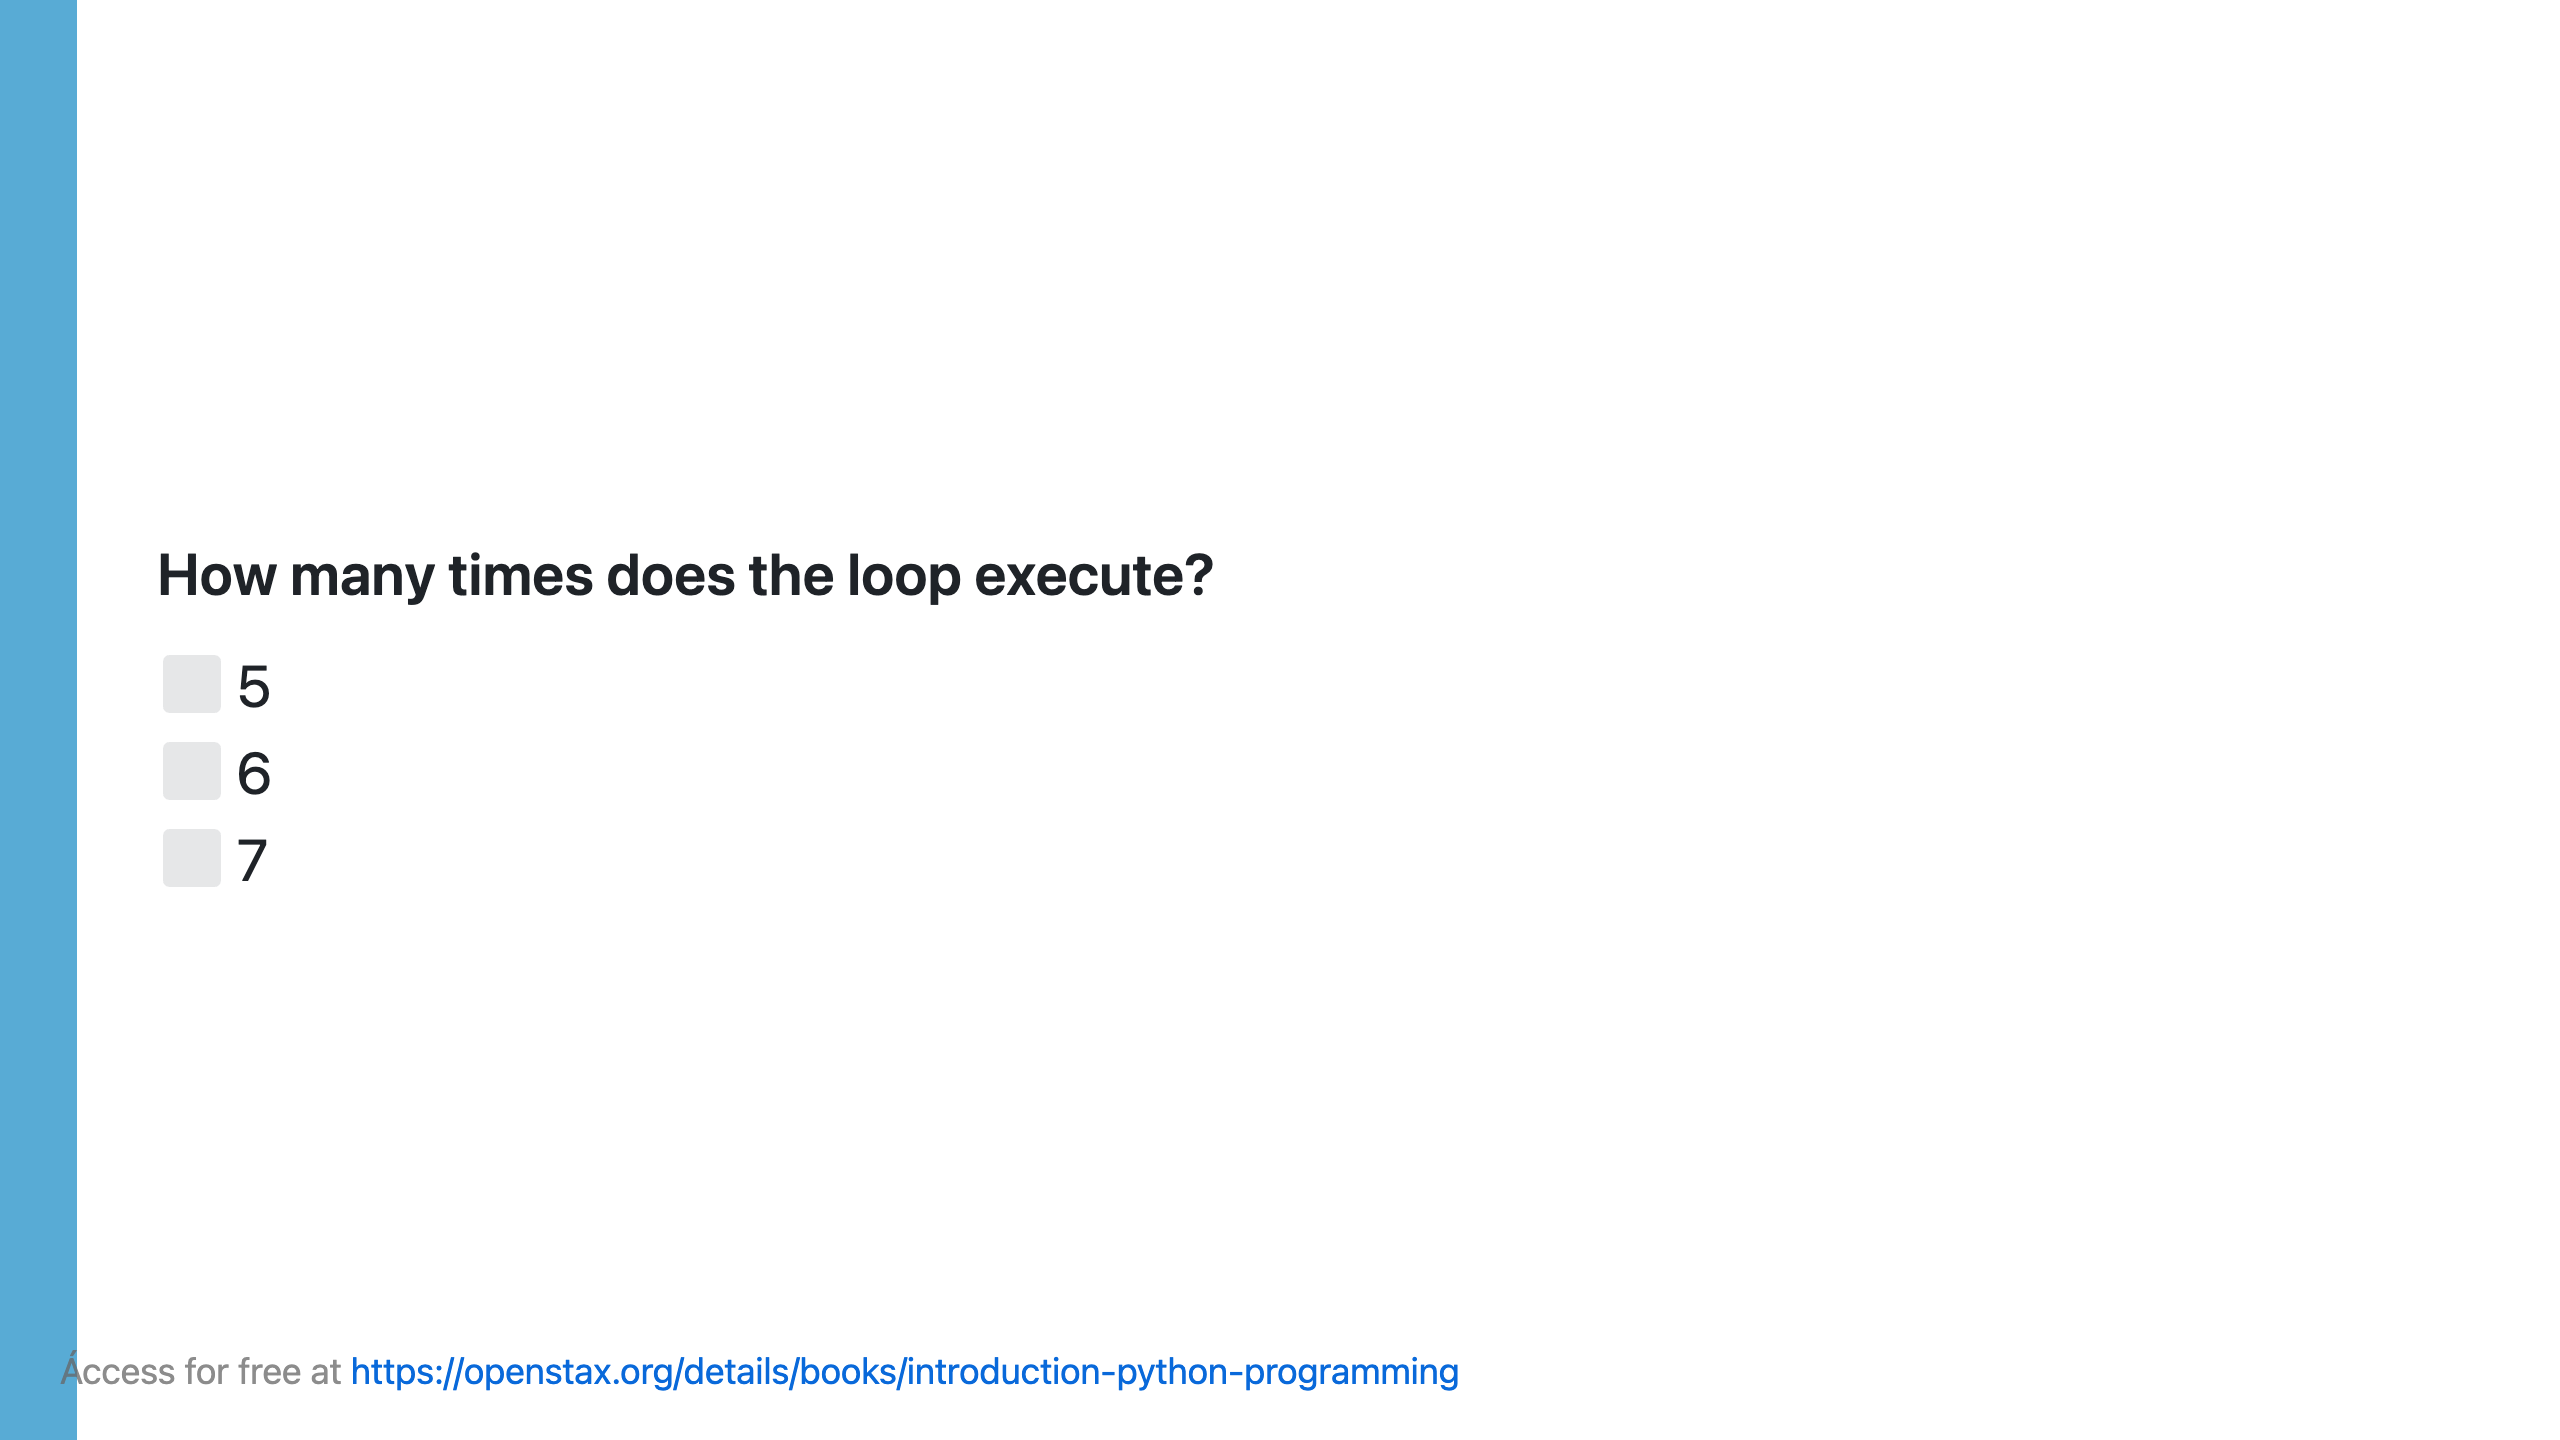 How many times does the loop execute?
5
6
7
Áccess for free at https://openstax.org/details/books/introduction-python-programming